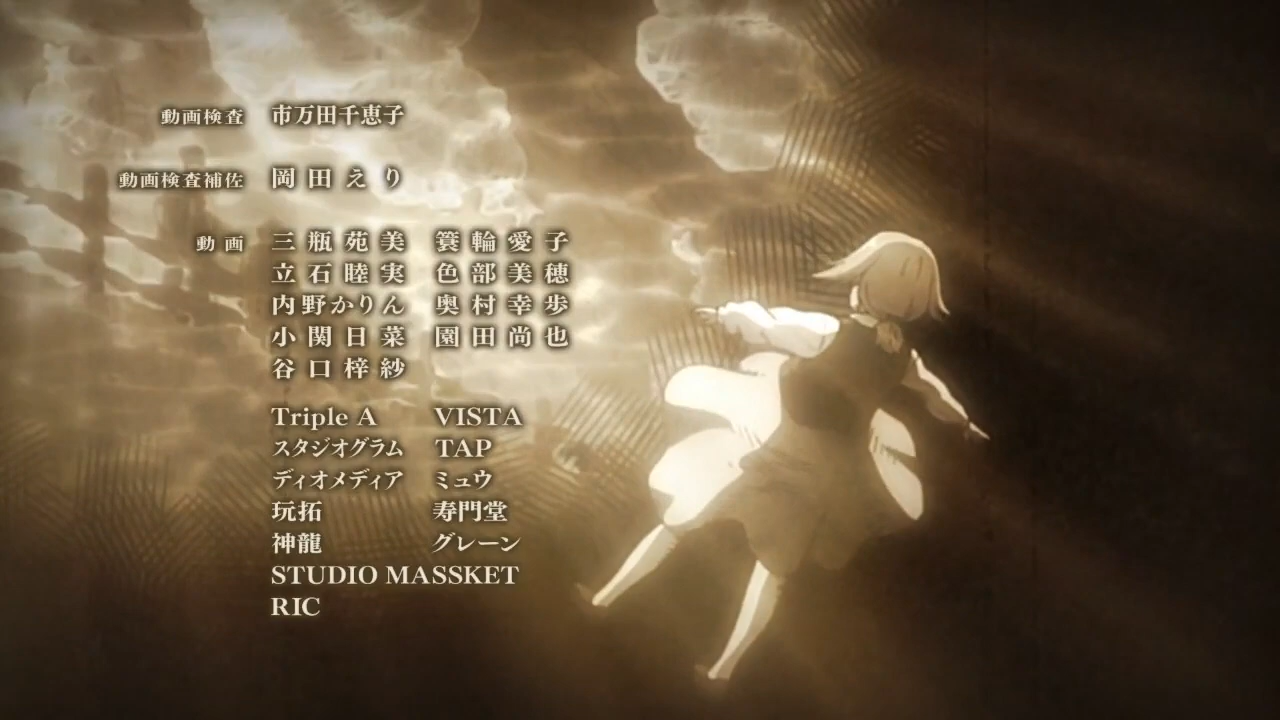 動画検査 市万田千恵子
動画検査補佐 岡田えり
動画 三瓶苑美 簑輪愛子
立石睦実 色部美穂
内野かりん 奥村幸歩
小関日菜 園田尚也
谷口梓紗
Triple A VISTA
スタジオグラム TAP
ディオメディア ミュウ
玩拓 寿門堂
神龍 グレーン
STUDIO MASSKET
RIC